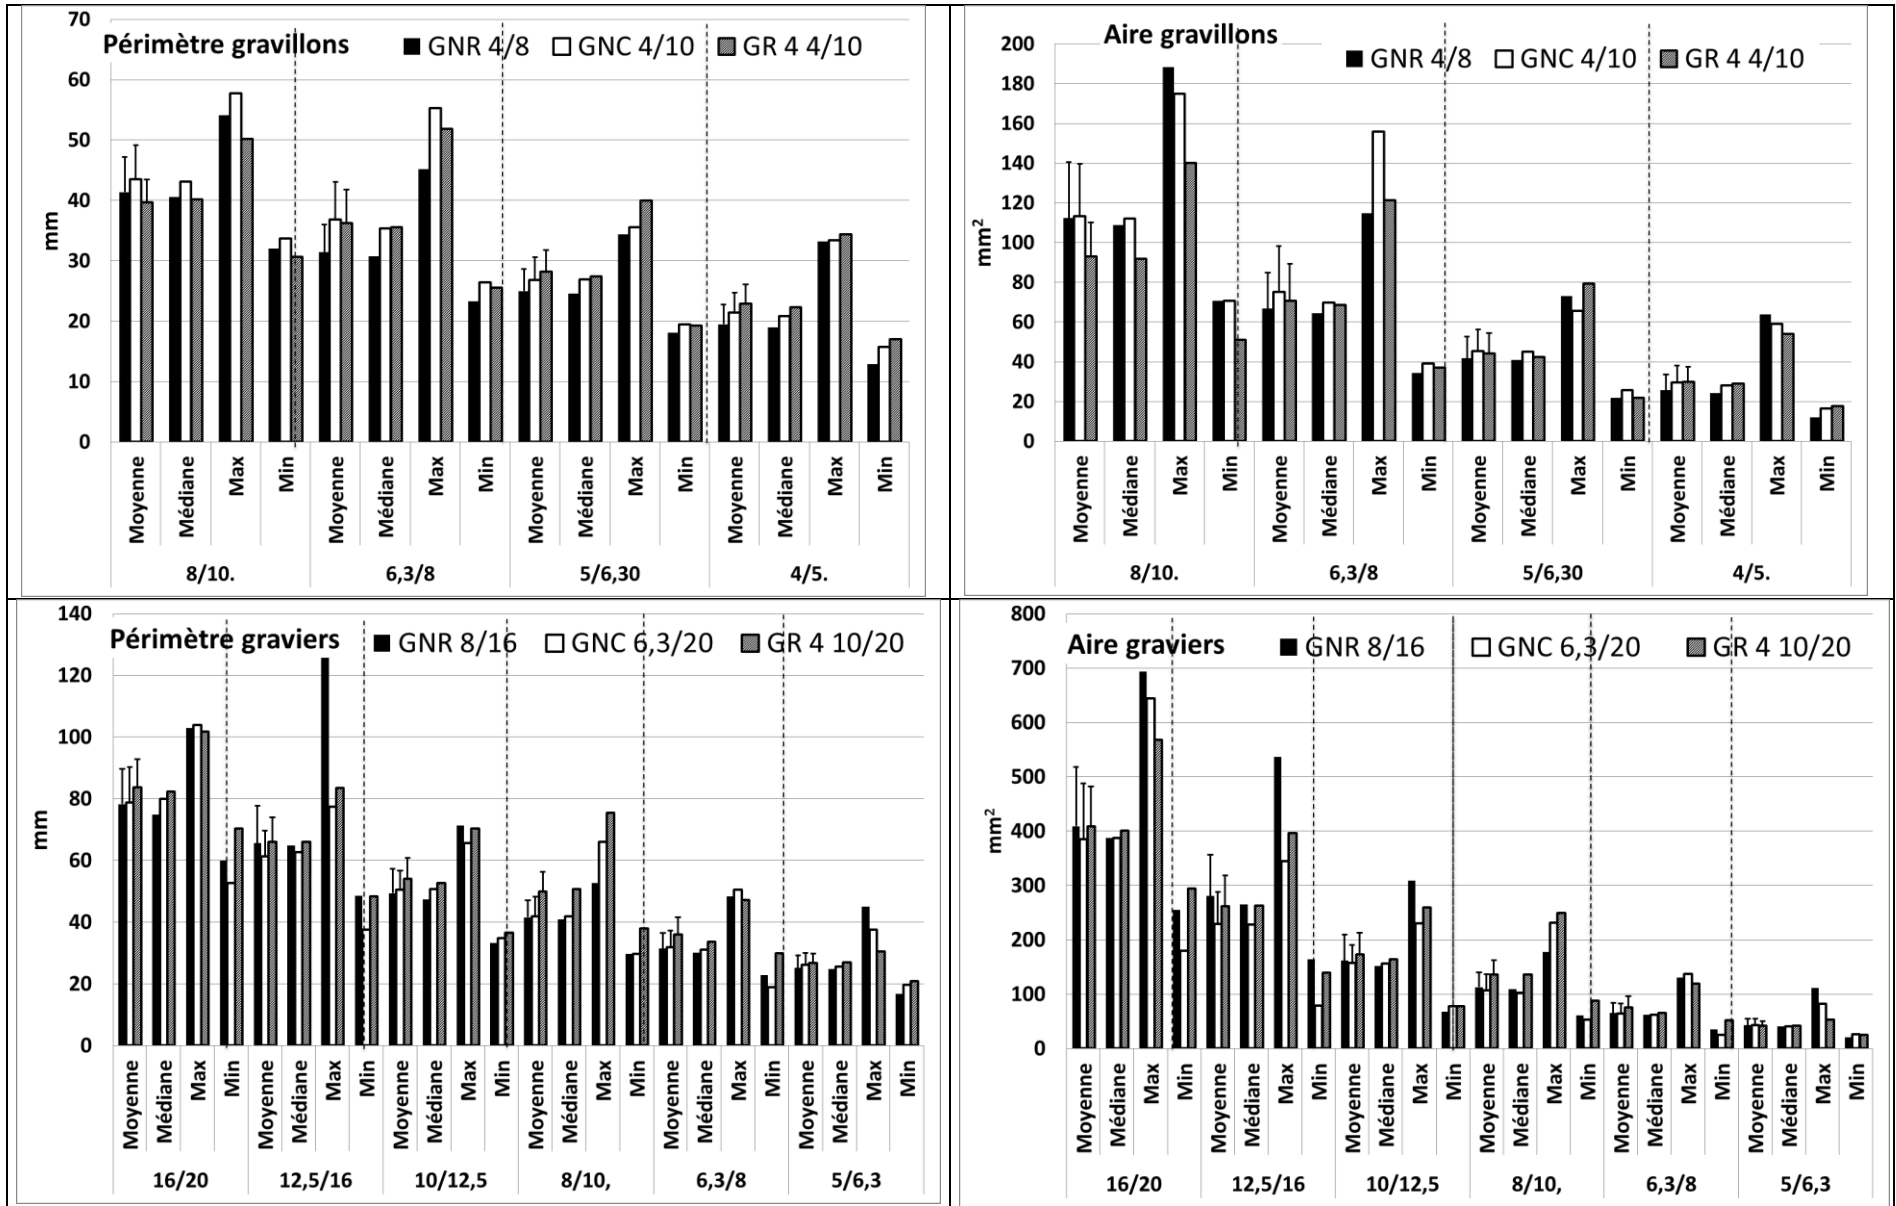 Périmètre gravillons
GNR 4/8 GNC 4/10 GR 4 4/10
70
60
50
40
30
20
10
0
mm
Moyenne Médiane Max Min Moyenne Médiane Max Min Moyenne Médiane Max Min Moyenne Médiane Max Min
8/10. 6,3/8 5/6,30 4/5.
Aire gravillons
GNR 4/8 GNC 4/10 GR 4 4/10
200
180
160
140
120
100
80
60
40
20
0
mm²
Moyenne Médiane Max Min Moyenne Médiane Max Min Moyenne Médiane Max Min Moyenne Médiane Max Min
8/10. 6,3/8 5/6,30 4/5.
Périmètre graviers
GNR 8/16 GNC 6,3/20 GR 4 10/20
140
120
100
80
60
40
20
0
mm
Moyenne Médiane Max Min Moyenne Médiane Max Min Moyenne Médiane Max Min Moyenne Médiane Max Min Moyenne Médiane Max Min Moyenne Médiane Max Min
16/20 12,5/16 10/12,5 8/10, 6,3/8 5/6,3
Aire graviers
GNR 8/16 GNC 6,3/20 GR 4 10/20
800
700
600
500
400
300
200
100
0
mm²
Moyenne Médiane Max Min Moyenne Médiane Max Min Moyenne Médiane Max Min Moyenne Médiane Max Min Moyenne Médiane Max Min Moyenne Médiane Max Min
16/20 12,5/16 10/12,5 8/10, 6,3/8 5/6,3